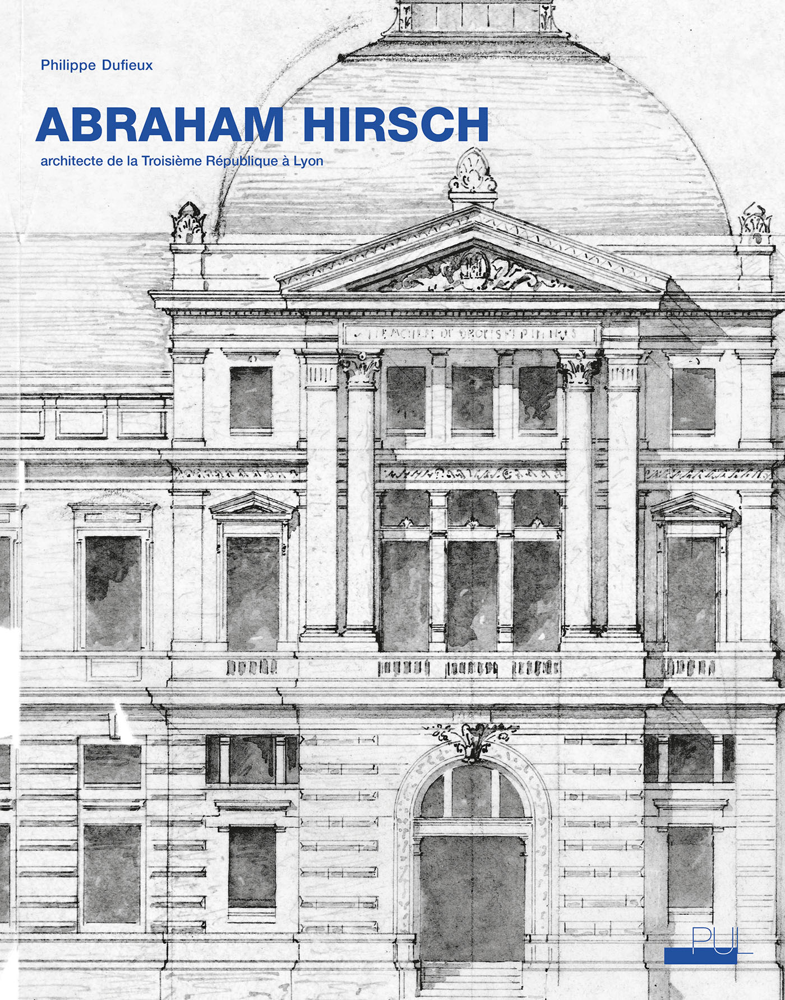 Philippe Dufieux
ABRAHAM HIRSCH
architecte de la Troisième République à Lyon
PUL